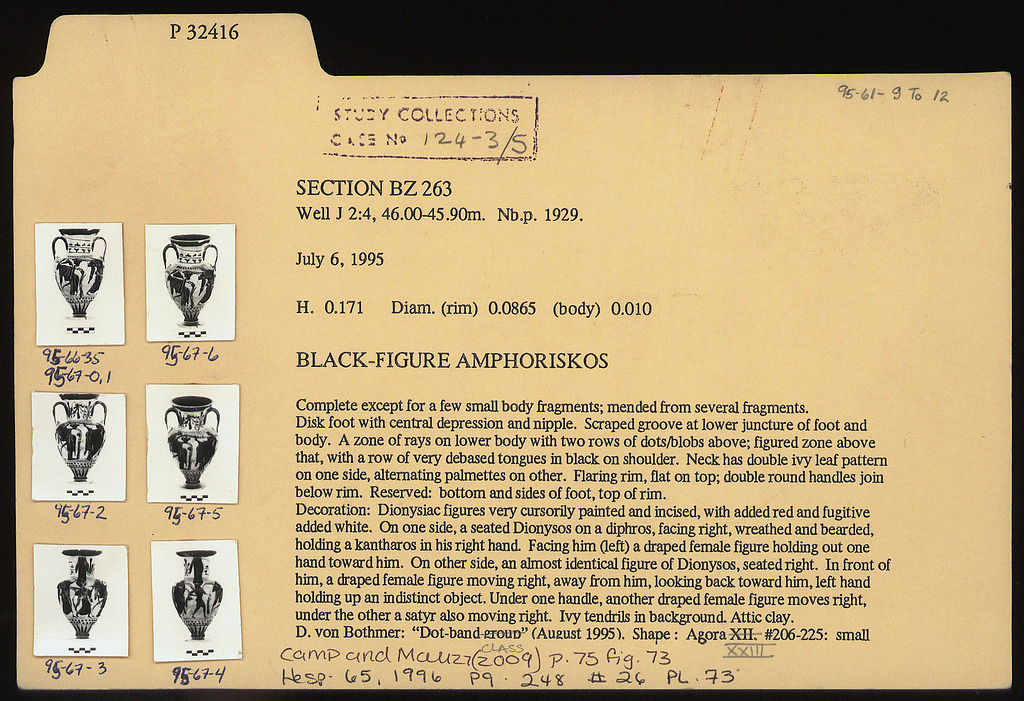 P 32416
95-61-9 To 12
STUDY COLLECTIONS
CASE No 124-3/5
SECTION BZ 263
Well J 2:4, 46.00-45.90m. Nb.p. 1929.
July 6, 1995
H. 0.171 Diam. (rim) 0.0865 (body) 0.010
BLACK-FIGURE AMPHORISKOS
Complete except for a few small body fragments; mended from several fragments.
Disk foot with central depression and nipple. Scraped groove at lower juncture of foot and
body. A zone of rays on lower body with two rows of dots/blobs above; figured zone above
that, with a row of very debased tongues in black on shoulder. Neck has double ivy leaf pattern
on one side, alternating palmettes on other. Flaring rim, flat on top; double round handles join
below rim. Reserved: bottom and sides of foot, top of rim.
Decoration: Dionysiac figures very cursorily painted and incised, with added red and fugitive
added white. On one side, a seated Dionysos on a diphros, facing right, wreathed and bearded,
holding a kantharos in his right hand. Facing him (left) a draped female figure holding out one
hand toward him. On other side, an almost identical figure of Dionysos, seated right. In front of
him, a draped female figure moving right, away from him, looking back toward him, left hand
holding up an indistinct object. Under one handle, another draped female figure moves right,
under the other a satyr also moving right. Ivy tendrils in background. Attic clay.
D. von Bothmer: "Dot-band group" (August 1995). Shape : Agora XII. #206-225: small
CLASS
XXIII
Camp and (2009) p. 75 fig. 73
Hesp. 65, 1996 pg. 248 # 26 PL. 73
95-66-35
95-67-0,1
95-67-6
95-67-2
95-67-5
95-67-3
95-67-4